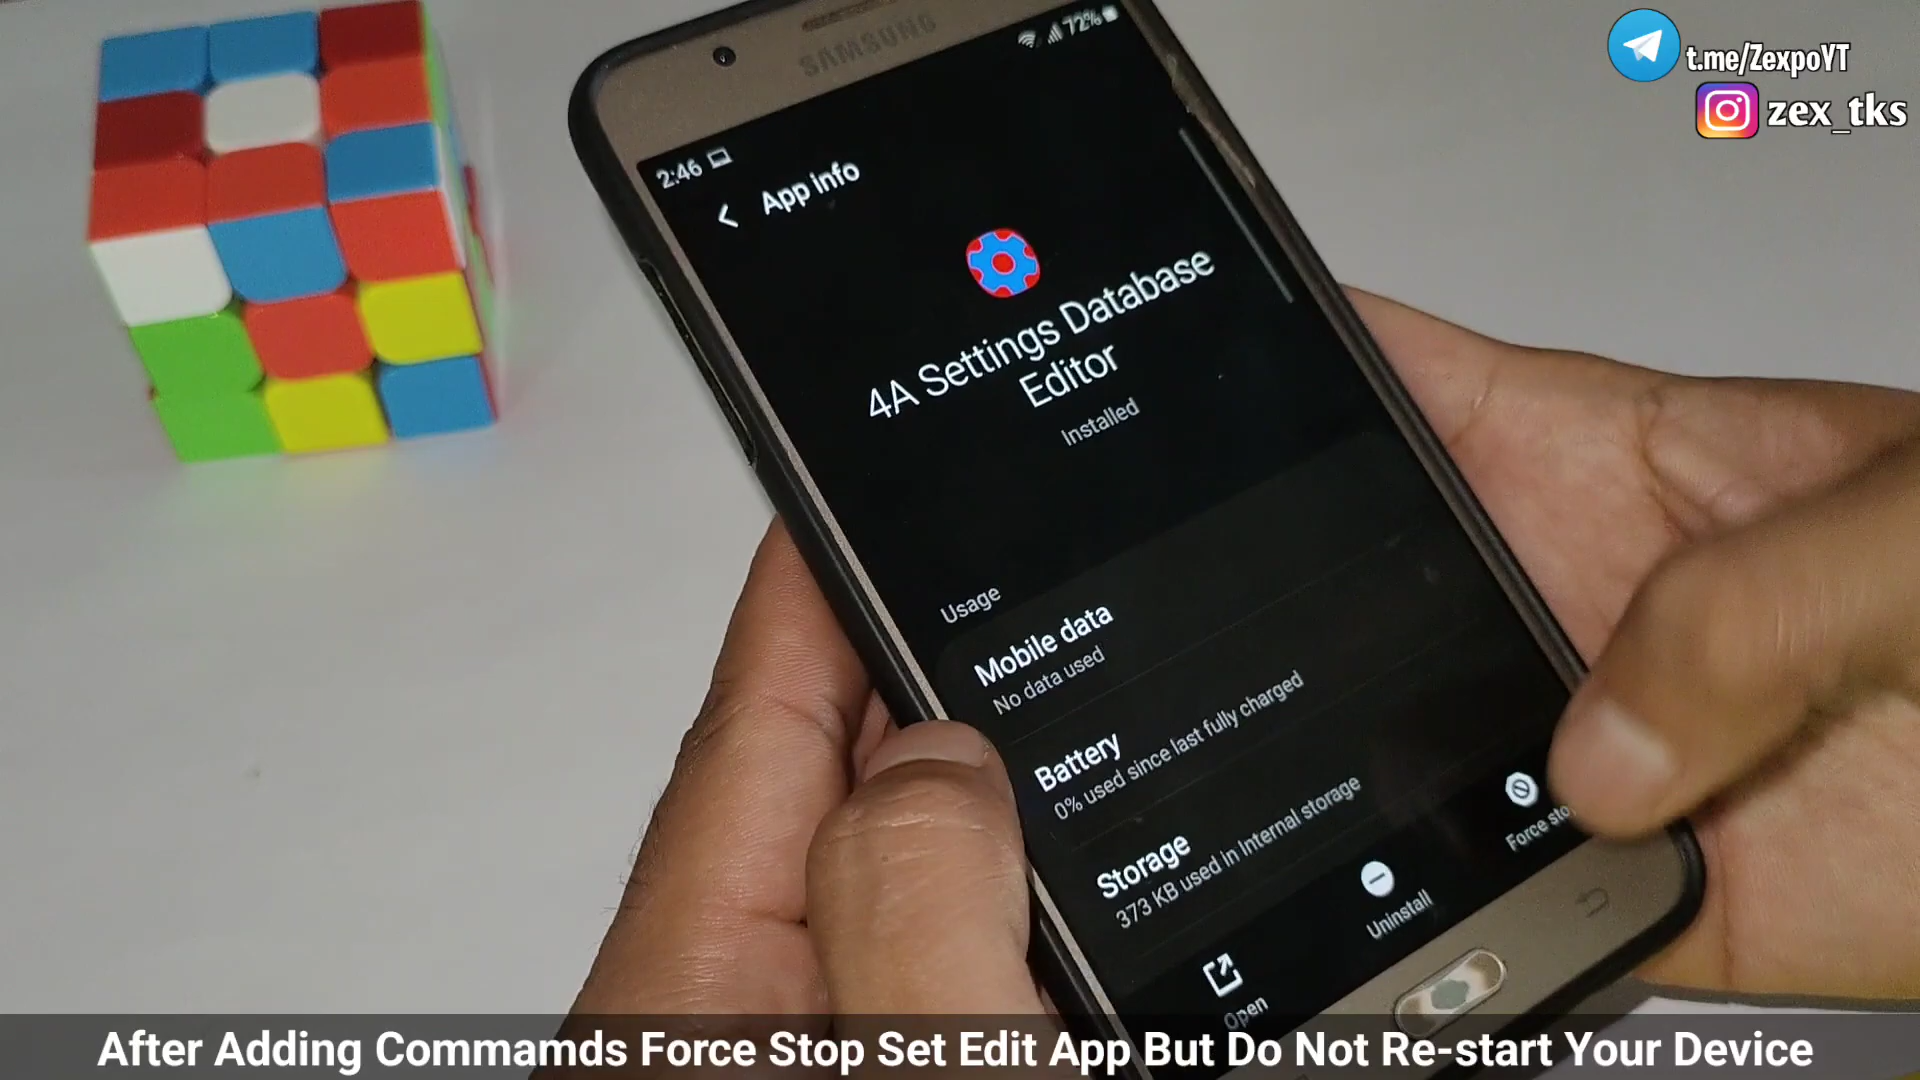 t.me/ZexpoYT
zex_tks
SAMSUNG
72%
2:46
App info
4A Settings Database
Editor
Installed
Usage
Mobile data
No data used
Battery
0% used since last fully charged
Storage
373 KB used in Internal storage
Open
Uninstall
Force stop
After Adding Commamds Force Stop Set Edit App But Do Not Re-start Your Device